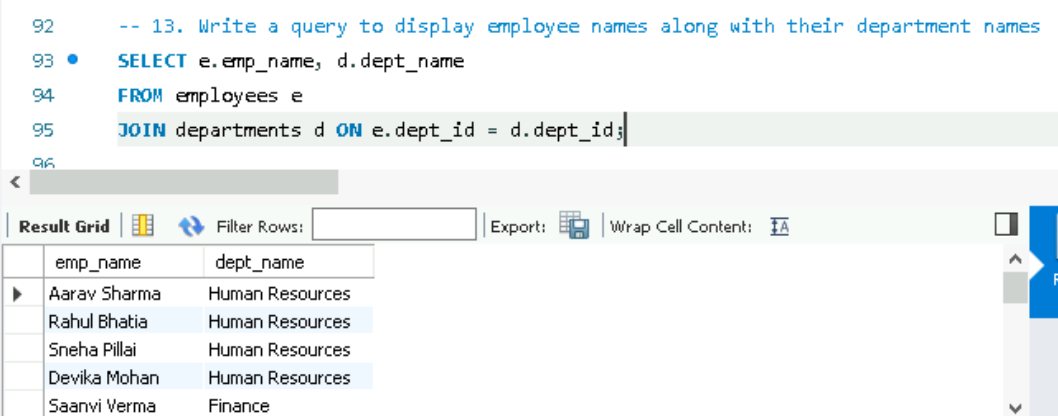 92 -- 13. Write a query to display employee names along with their department names
93 SELECT e.emp_name, d.dept_name
94 FROM employees e
95 JOIN departments d ON e.dept_id = d.dept_id;
96
Result Grid Filter Rows: Export: Wrap Cell Content: IA
emp_name dept_name
Aarav Sharma Human Resources
Rahul Bhatia Human Resources
Sneha Pillai Human Resources
Devika Mohan Human Resources
Saanvi Verma Finance